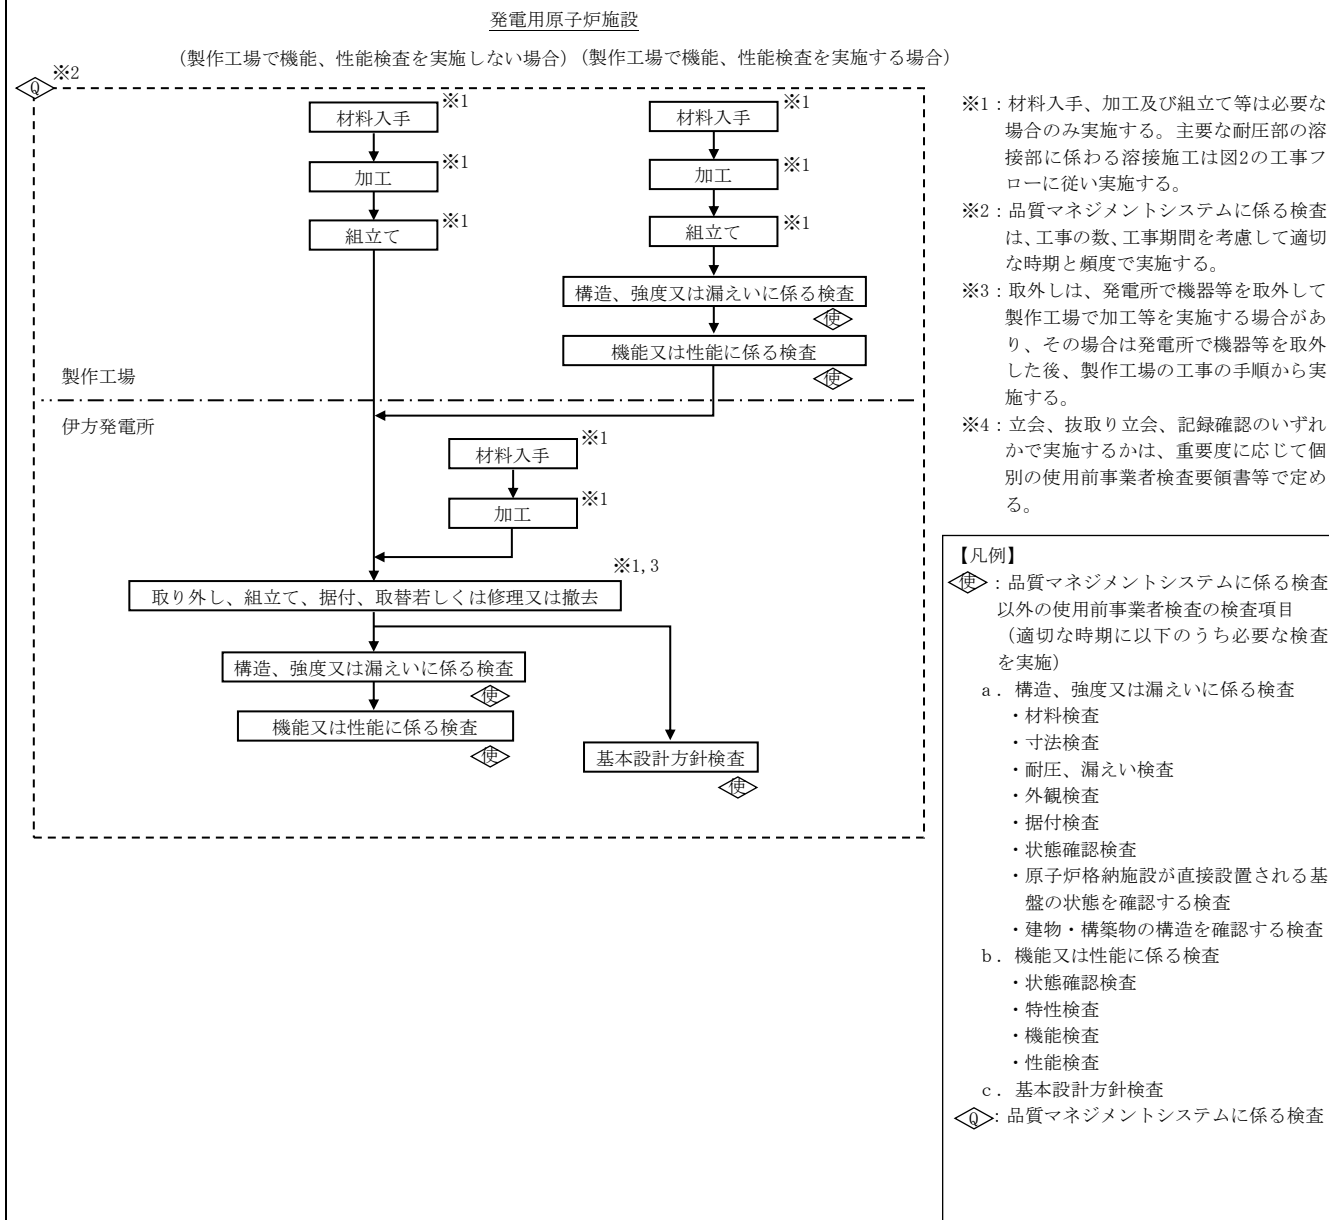 発電用原子炉施設
（製作工場で機能、性能検査を実施しない場合）（製作工場で機能、性能検査を実施する場合）
Q
※2
材料入手
※1
加工
※1
組立て
※1
材料入手
※1
加工
※1
組立て
※1
構造、強度又は漏えいに係る検査
使
機能又は性能に係る検査
使
製作工場
伊方発電所
材料入手
※1
加工
※1
※1,3
取り外し、組立て、据付、取替若しくは修理又は撤去
構造、強度又は漏えいに係る検査
使
機能又は性能に係る検査
使
基本設計方針検査
使
※1：材料入手、加工及び組立て等は必要な
場合のみ実施する。主要な耐圧部の溶
接部に係わる溶接施工は図2の工事フ
ローに従い実施する。
※2：品質マネジメントシステムに係る検査
は、工事の数、工事期間を考慮して適切
な時期と頻度で実施する。
※3：取外しは、発電所で機器等を取外して
製作工場で加工等を実施する場合があ
り、その場合は発電所で機器等を取外
した後、製作工場の工事の手順から実
施する。
※4：立会、抜取り立会、記録確認のいずれ
かで実施するかは、重要度に応じて個
別の使用前事業者検査要領書等で定め
る。
【凡例】
使：品質マネジメントシステムに係る検査
以外の使用前事業者検査の検査項目
（適切な時期に以下のうち必要な検査
を実施）
a．構造、強度又は漏えいに係る検査
・材料検査
・寸法検査
・耐圧、漏えい検査
・外観検査
・据付検査
・状態確認検査
・原子炉格納施設が直接設置される基
盤の状態を確認する検査
・建物・構築物の構造を確認する検査
b．機能又は性能に係る検査
・状態確認検査
・特性検査
・機能検査
・性能検査
c．基本設計方針検査
Q：品質マネジメントシステムに係る検査